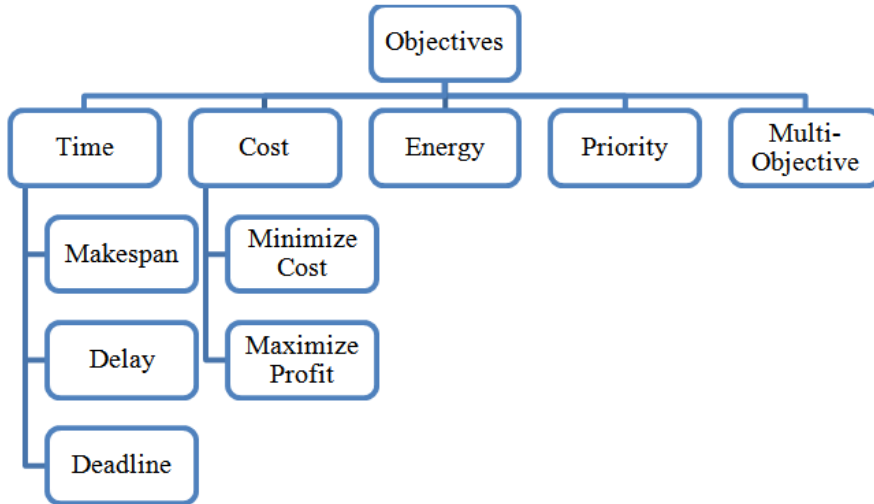 Objectives
Time
Cost
Energy
Priority
Multi-
Objective
Makespan
Minimize
Cost
Delay
Maximize
Profit
Deadline